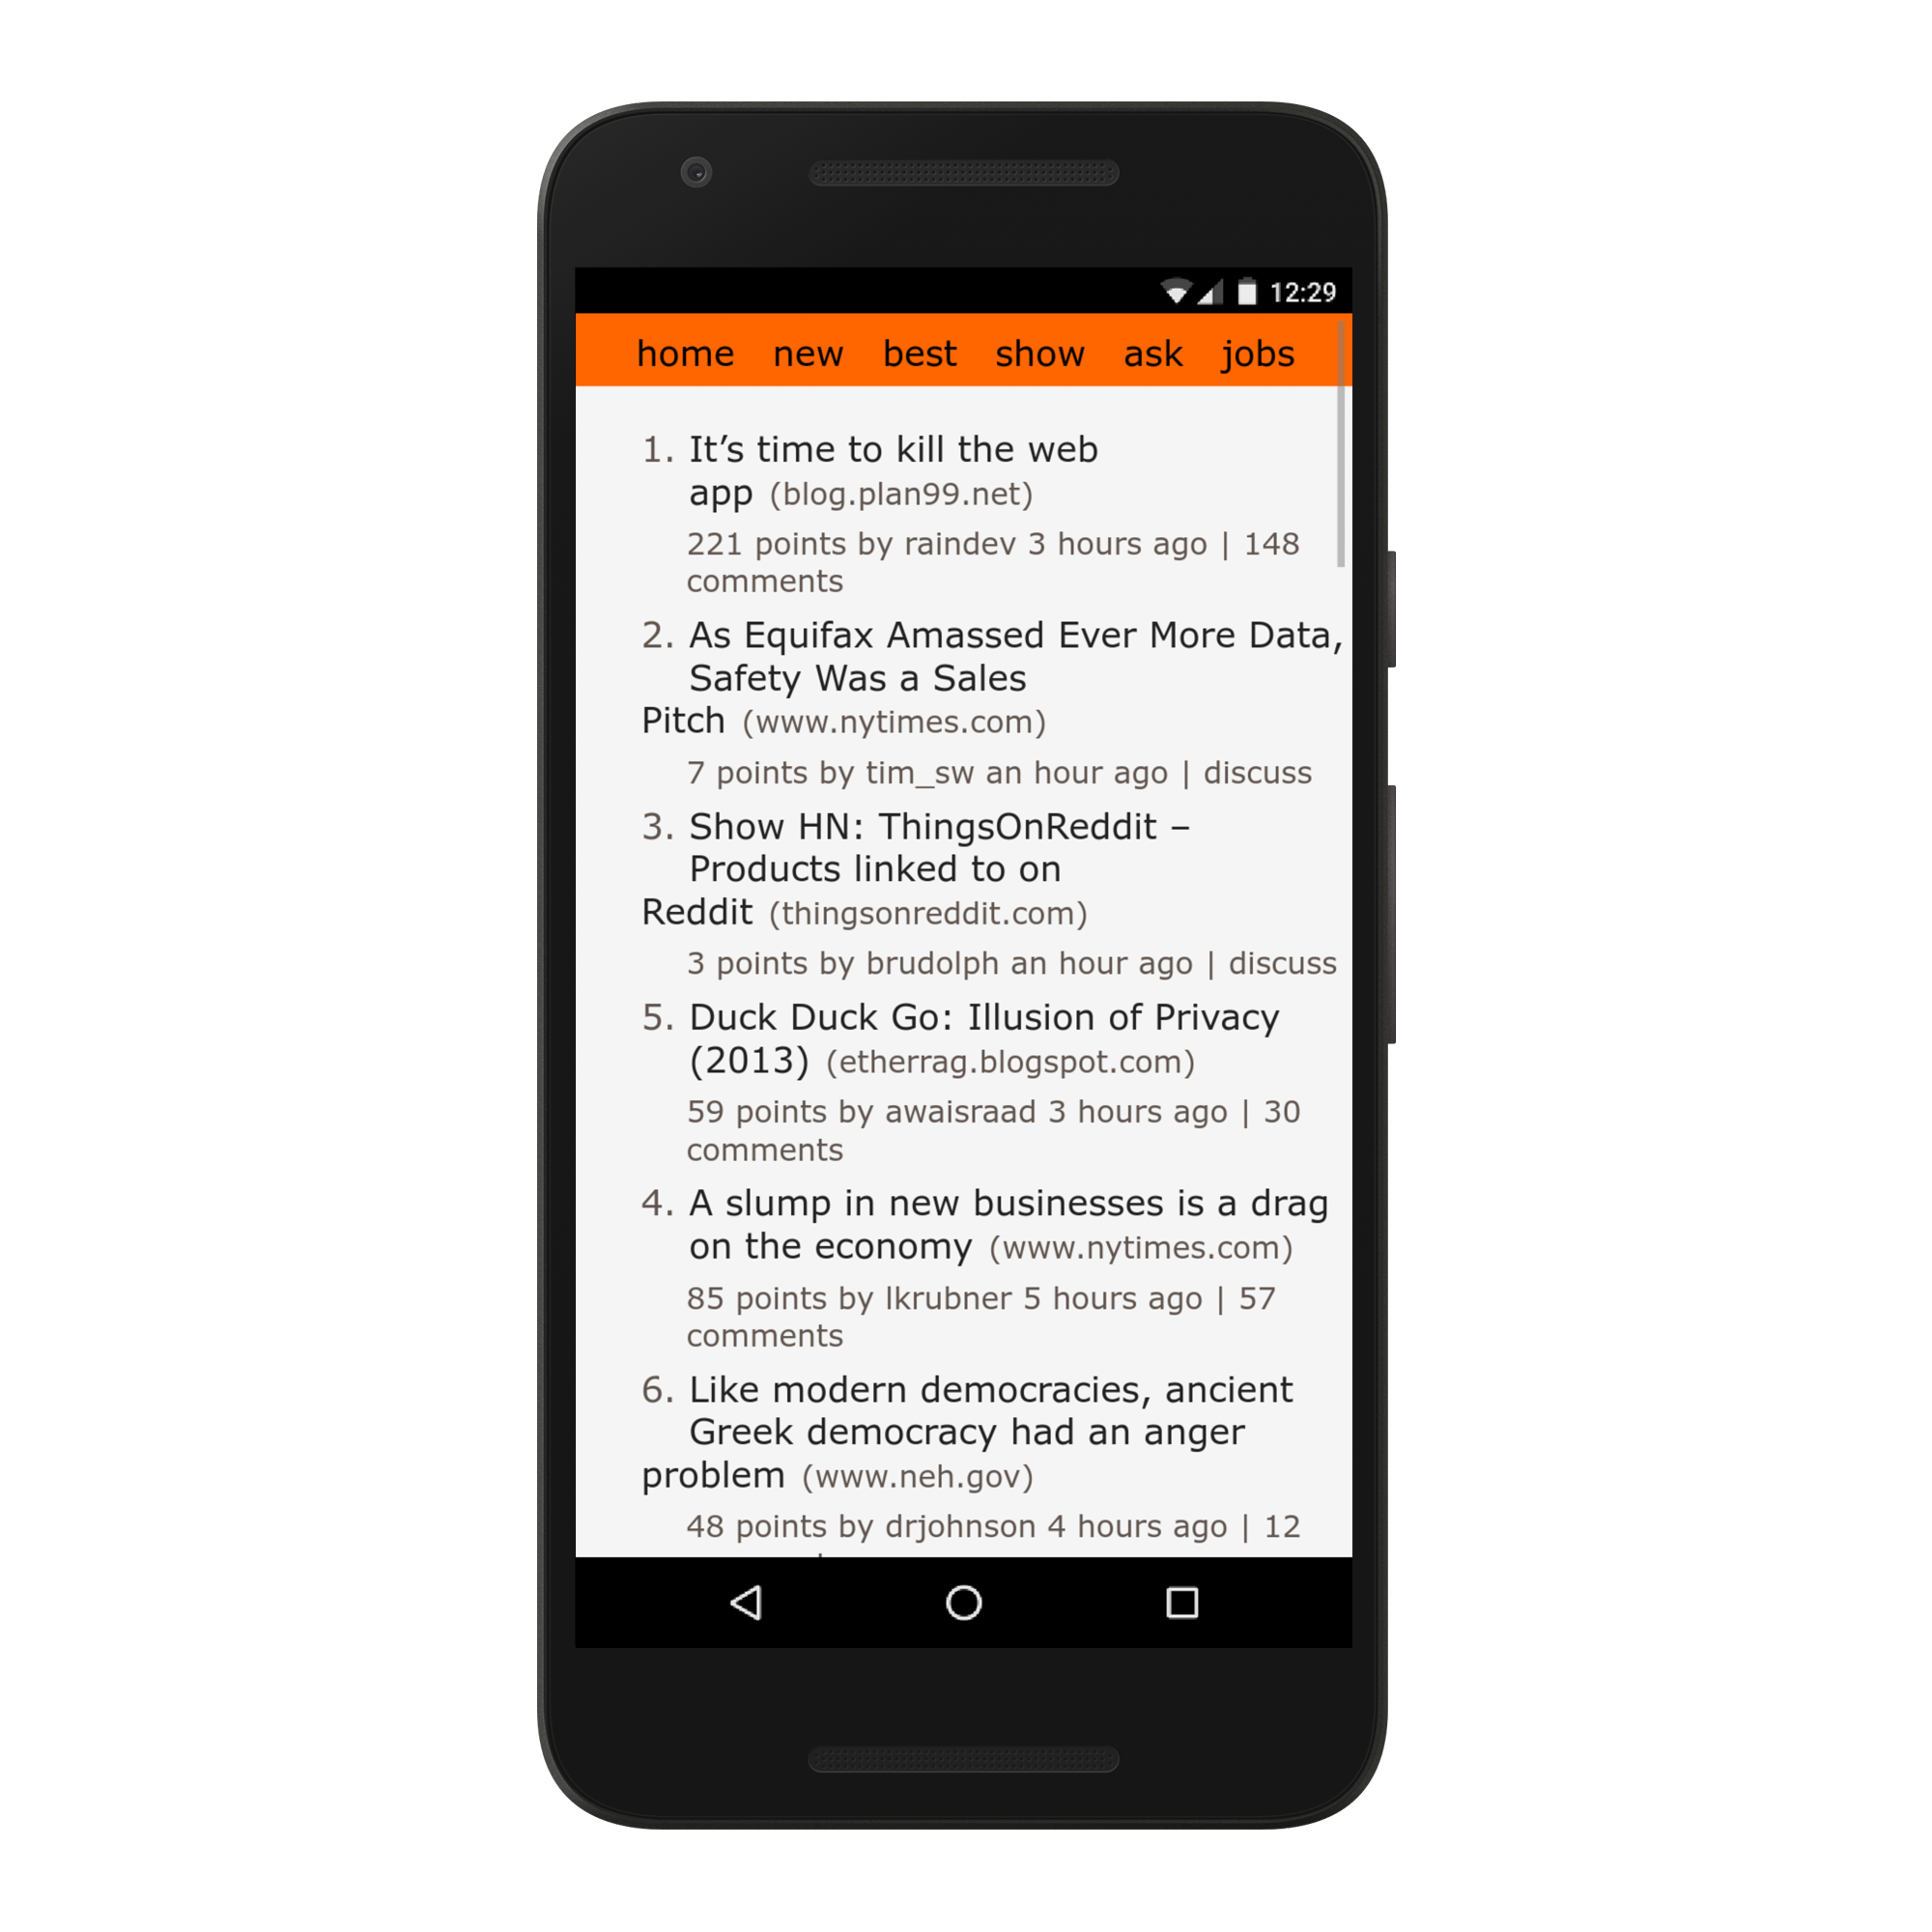 12:29
home new best show ask jobs
1. It’s time to kill the web
app (blog.plan99.net)
221 points by raindev 3 hours ago | 148
comments
2. As Equifax Amassed Ever More Data,
Safety Was a Sales
Pitch (www.nytimes.com)
7 points by tim_sw an hour ago | discuss
3. Show HN: ThingsOnReddit –
Products linked to on
Reddit (thingsonreddit.com)
3 points by brudolph an hour ago | discuss
5. Duck Duck Go: Illusion of Privacy
(2013) (etherrag.blogspot.com)
59 points by awaisraad 3 hours ago | 30
comments
4. A slump in new businesses is a drag
on the economy (www.nytimes.com)
85 points by lkrubner 5 hours ago | 57
comments
6. Like modern democracies, ancient
Greek democracy had an anger
problem (www.neh.gov)
48 points by drjohnson 4 hours ago | 12